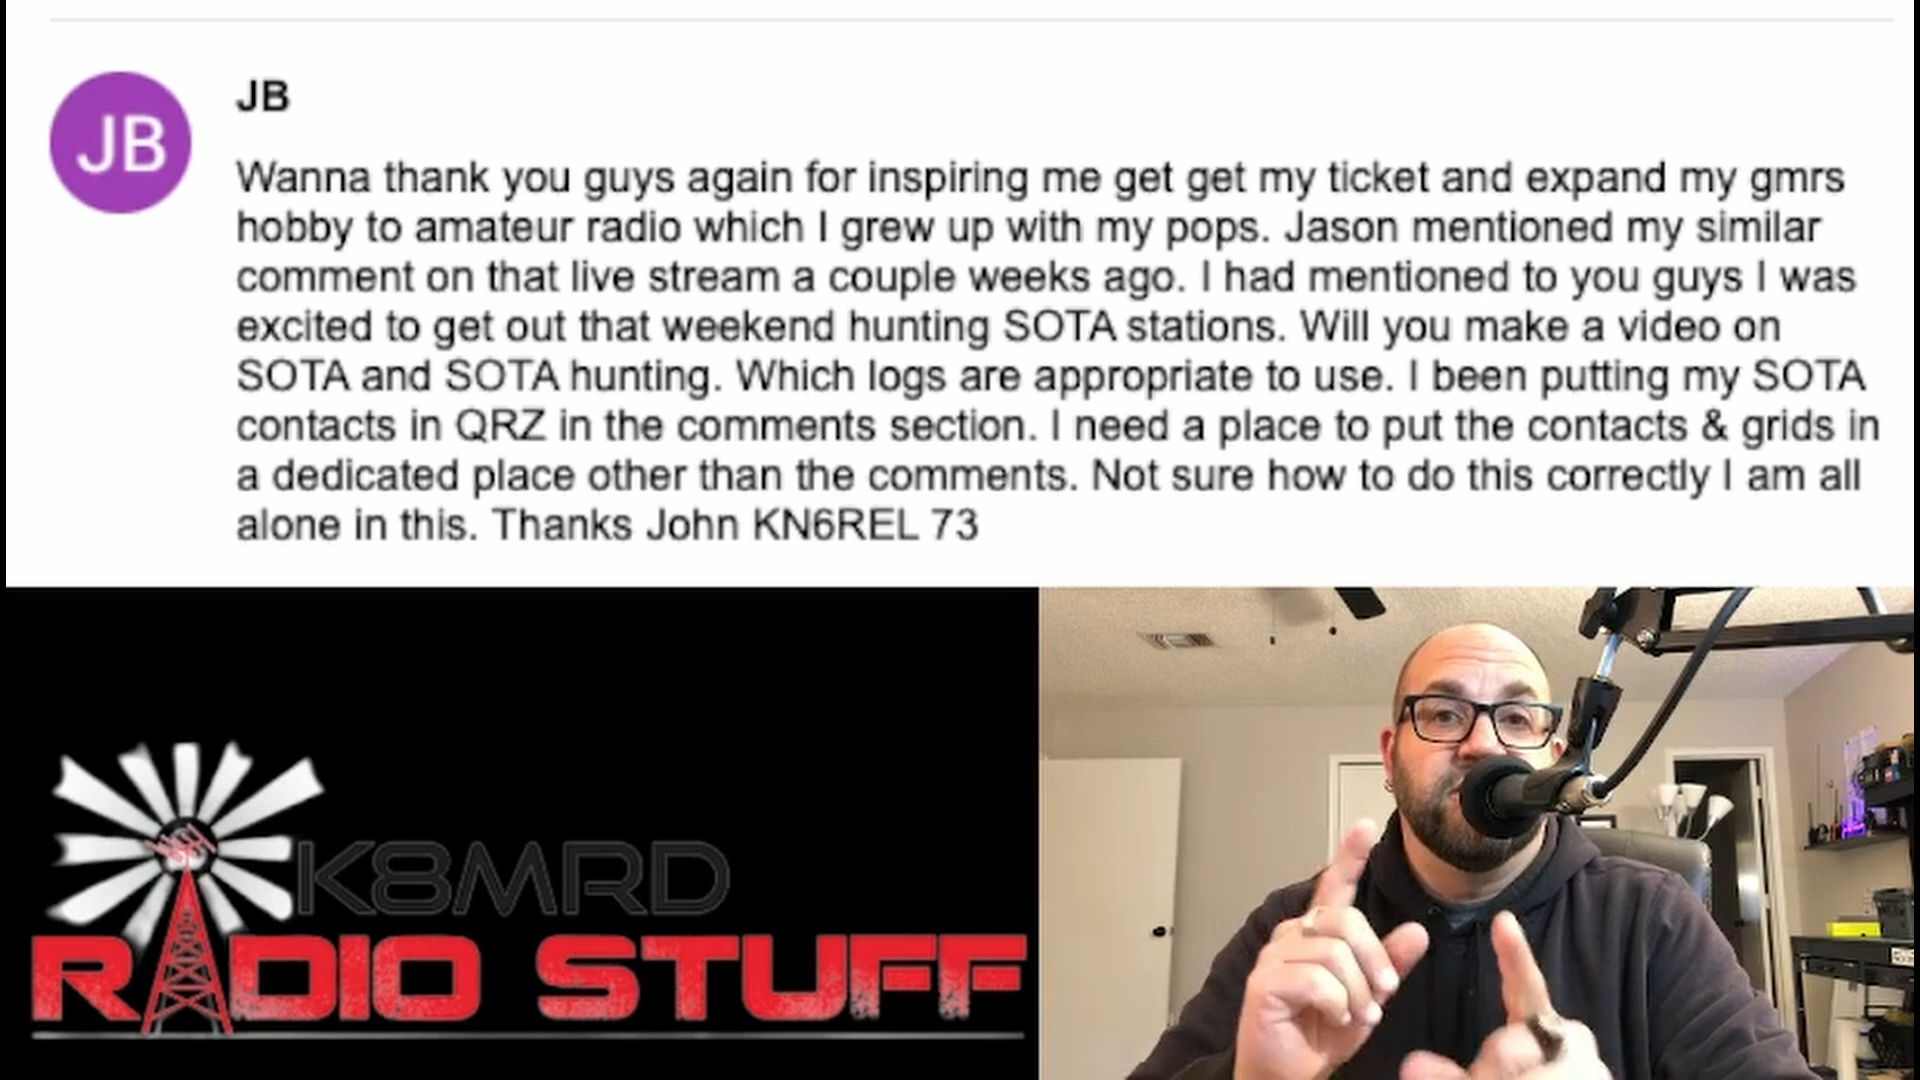 JB
JB
Wanna thank you guys again for inspiring me get get my ticket and expand my gmrs
hobby to amateur radio which I grew up with my pops. Jason mentioned my similar
comment on that live stream a couple weeks ago. I had mentioned to you guys I was
excited to get out that weekend hunting SOTA stations. Will you make a video on
SOTA and SOTA hunting. Which logs are appropriate to use. I been putting my SOTA
contacts in QRZ in the comments section. I need a place to put the contacts & grids in
a dedicated place other than the comments. Not sure how to do this correctly I am all
alone in this. Thanks John KN6REL 73
K8MRD
RADIO STUFF